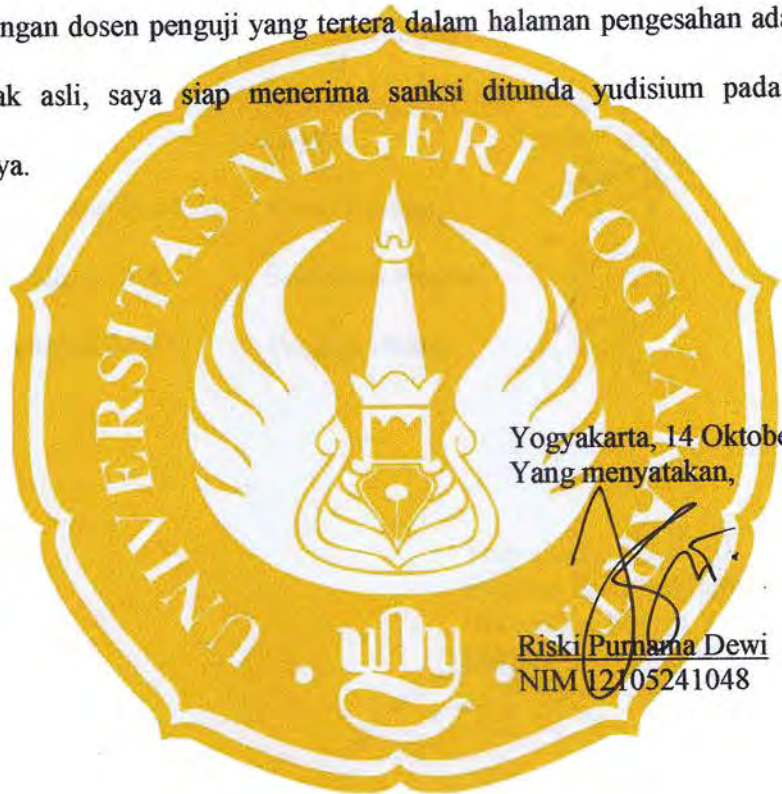 ngan dosen penguji yang tertera dalam halaman pengesahan ada
ak asli, saya siap menerima sanksi ditunda yudisium pada
ya.
UNIVERSITAS NEGERI YOGYAKARTA
uny
Yogyakarta, 14 Oktobe
Yang menyatakan,
Riski Purnama Dewi
NIM 12105241048